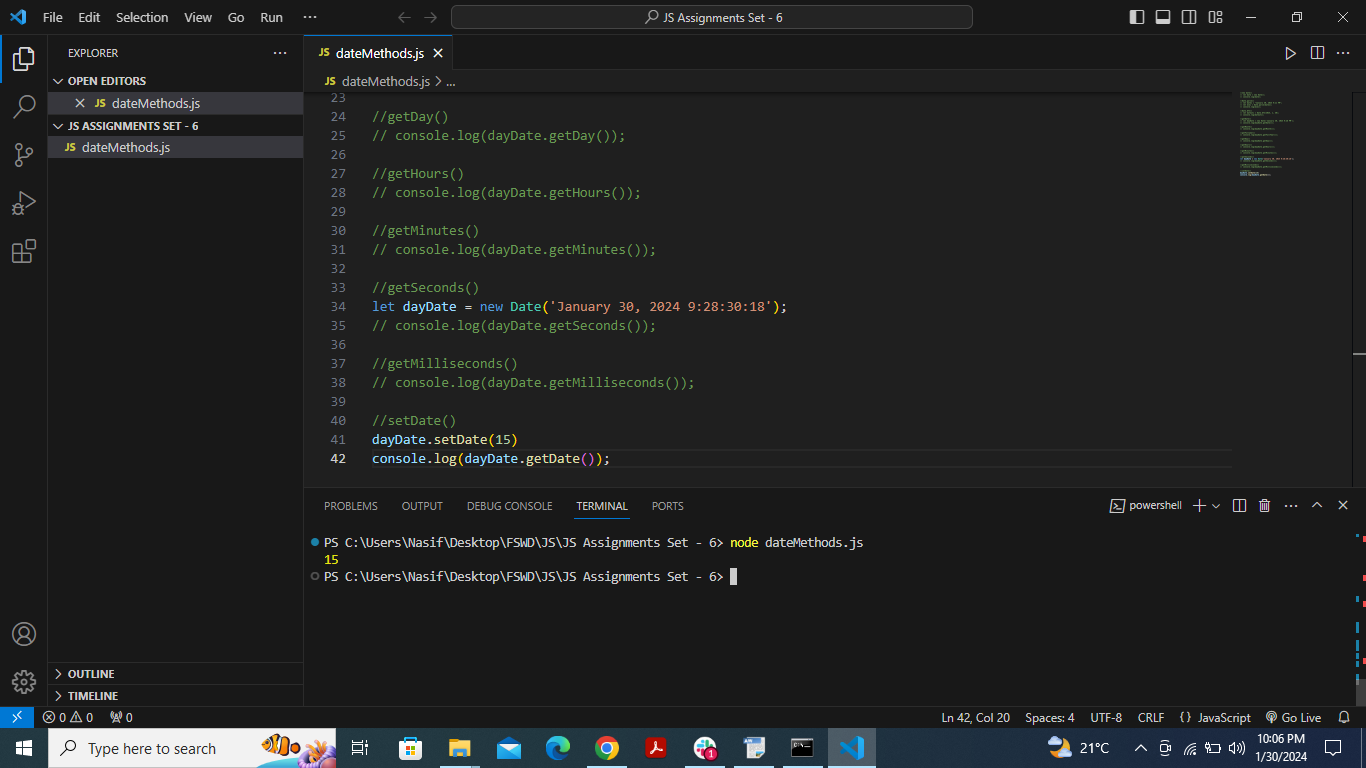 File Edit Selection View Go Run ···
JS Assignments Set - 6
EXPLORER ···
OPEN EDITORS
JS dateMethods.js
JS ASSIGNMENTS SET - 6
JS dateMethods.js
OUTLINE
TIMELINE
JS dateMethods.js
JS dateMethods.js > ...
23
24 //getDay()
25 // console.log(dayDate.getDay());
26
27 //getHours()
28 // console.log(dayDate.getHours());
29
30 //getMinutes()
31 // console.log(dayDate.getMinutes());
32
33 //getSeconds()
34 let dayDate = new Date('January 30, 2024 9:28:30:18');
35 // console.log(dayDate.getSeconds());
36
37 //getMilliseconds()
38 // console.log(dayDate.getMilliseconds());
39
40 //setDate()
41 dayDate.setDate(15)
42 console.log(dayDate.getDate());
PROBLEMS OUTPUT DEBUG CONSOLE TERMINAL PORTS powershell
PS C:\Users\Nasif\Desktop\FSWD\JS\JS Assignments Set - 6> node dateMethods.js
15
PS C:\Users\Nasif\Desktop\FSWD\JS\JS Assignments Set - 6>
0 0 0 Ln 42, Col 20 Spaces: 4 UTF-8 CRLF {} JavaScript Go Live
Type here to search 1 21°C 10:06 PM
1/30/2024